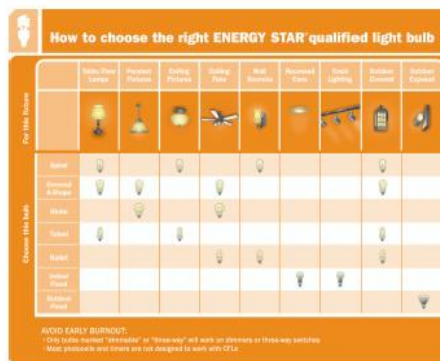 How to choose the right ENERGY STAR® qualified light bulb
Table/Floor Lamps
Pendant Fixtures
Ceiling Fixtures
Ceiling Fans
Wall Sconces
Recessed Cans
Track Lighting
Outdoor Covered
Outdoor Exposed
For this fixture
Choose this bulb
Spiral
Covered A-Shape
Globe
Tubed
Candle
Indoor Flood
Outdoor Flood
AVOID EARLY BURNOUT:
· Only bulbs marked "dimmable" or "three-way" will work on dimmers or three-way switches
· Most photocells and timers are not designed to work with CFLs